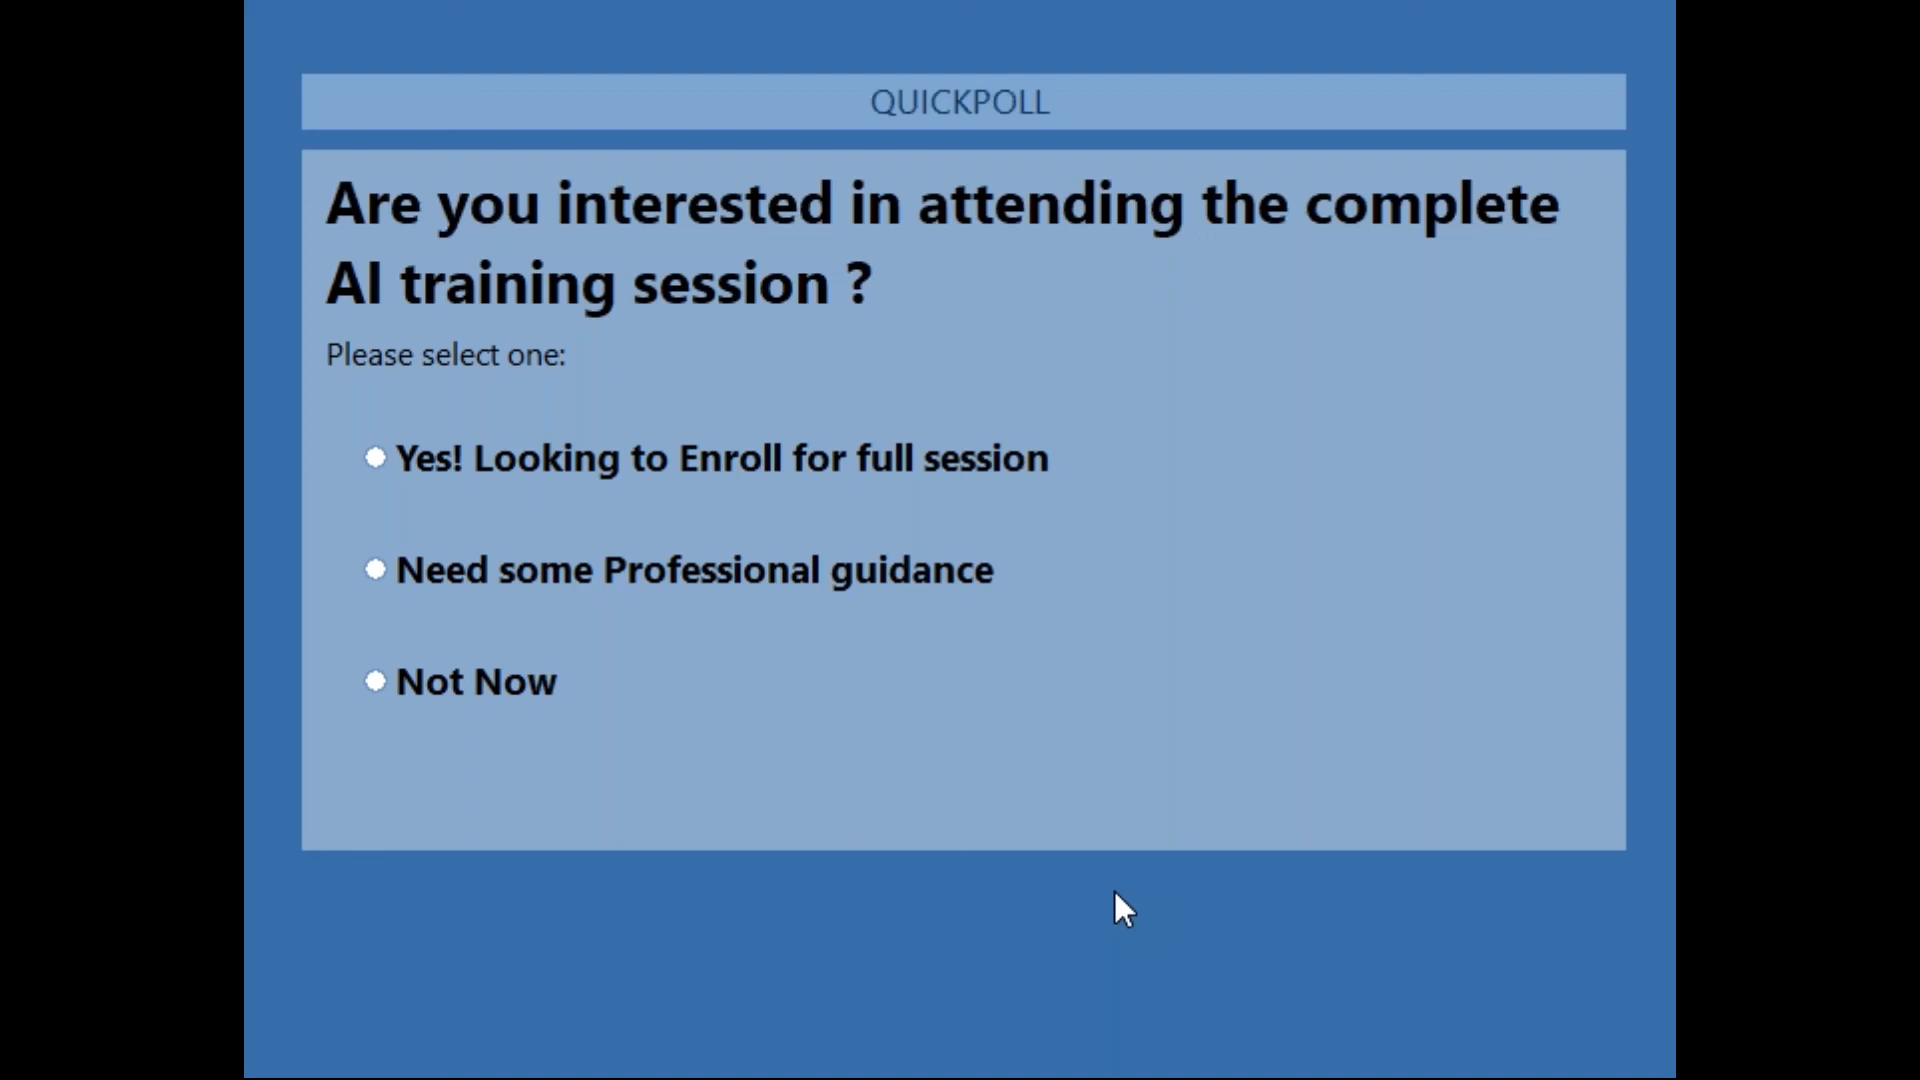 QUICKPOLL
Are you interested in attending the complete
AI training session ?
Please select one:
Yes! Looking to Enroll for full session
Need some Professional guidance
Not Now